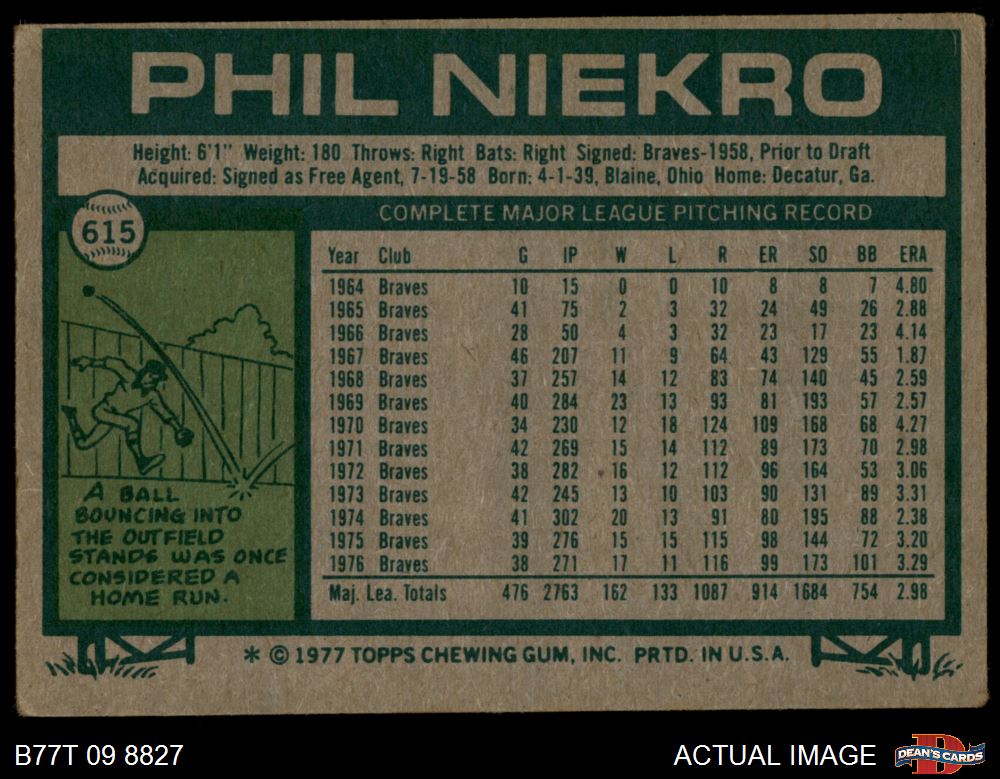 PHIL NIEKRO
Height: 6'1" Weight: 180 Throws: Right Bats: Right Signed: Braves-1958, Prior to Draft
Acquired: Signed as Free Agent, 7-19-58 Born: 4-1-39, Blaine, Ohio Home: Decatur, Ga.
615
COMPLETE MAJOR LEAGUE PITCHING RECORD
Year Club G IP W L R ER SO BB ERA
1964 Braves 10 15 0 0 10 8 8 7 4.80
1965 Braves 41 75 2 3 32 24 49 26 2.88
1966 Braves 28 50 4 3 32 23 17 23 4.14
1967 Braves 46 207 11 9 64 43 129 55 1.87
1968 Braves 37 257 14 12 83 74 140 45 2.59
1969 Braves 40 284 23 13 93 81 193 57 2.57
1970 Braves 34 230 12 18 124 109 168 68 4.27
1971 Braves 42 269 15 14 112 89 173 70 2.98
1972 Braves 38 282 16 12 112 96 164 53 3.06
1973 Braves 42 245 13 10 103 90 131 89 3.31
1974 Braves 41 302 20 13 91 80 195 88 2.38
1975 Braves 39 276 15 15 115 98 144 72 3.20
1976 Braves 38 271 17 11 116 99 173 101 3.29
Maj. Lea. Totals 476 2763 162 133 1087 914 1684 754 2.98
A BALL
BOUNCING INTO
THE OUTFIELD
STANDS WAS ONCE
CONSIDERED A
HOME RUN.
* © 1977 TOPPS CHEWING GUM, INC. PRTD. IN U.S.A.
B77T 09 8827
ACTUAL IMAGE
D
DEAN'S CARDS